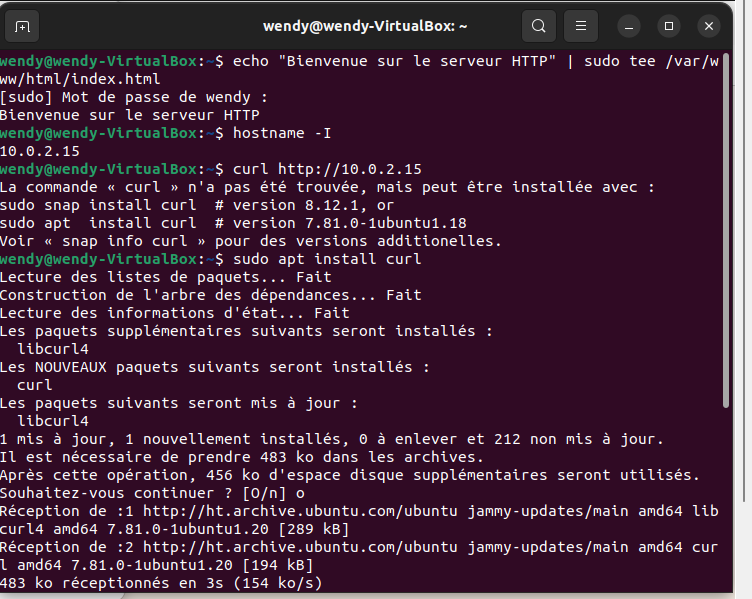 wendy@wendy-VirtualBox: ~
wendy@wendy-VirtualBox:~$ echo "Bienvenue sur le serveur HTTP" | sudo tee /var/w
ww/html/index.html
[sudo] Mot de passe de wendy :
Bienvenue sur le serveur HTTP
wendy@wendy-VirtualBox:~$ hostname -I
10.0.2.15
wendy@wendy-VirtualBox:~$ curl http://10.0.2.15
La commande « curl » n'a pas été trouvée, mais peut être installée avec :
sudo snap install curl  # version 8.12.1, or
sudo apt  install curl  # version 7.81.0-1ubuntu1.18
Voir « snap info curl » pour des versions additionelles.
wendy@wendy-VirtualBox:~$ sudo apt install curl
Lecture des listes de paquets... Fait
Construction de l'arbre des dépendances... Fait
Lecture des informations d'état... Fait
Les paquets supplémentaires suivants seront installés :
  libcurl4
Les NOUVEAUX paquets suivants seront installés :
  curl
Les paquets suivants seront mis à jour :
  libcurl4
1 mis à jour, 1 nouvellement installés, 0 à enlever et 212 non mis à jour.
Il est nécessaire de prendre 483 ko dans les archives.
Après cette opération, 456 ko d'espace disque supplémentaires seront utilisés.
Souhaitez-vous continuer ? [O/n] o
Réception de :1 http://ht.archive.ubuntu.com/ubuntu jammy-updates/main amd64 lib
curl4 amd64 7.81.0-1ubuntu1.20 [289 kB]
Réception de :2 http://ht.archive.ubuntu.com/ubuntu jammy-updates/main amd64 cur
l amd64 7.81.0-1ubuntu1.20 [194 kB]
483 ko réceptionnés en 3s (154 ko/s)